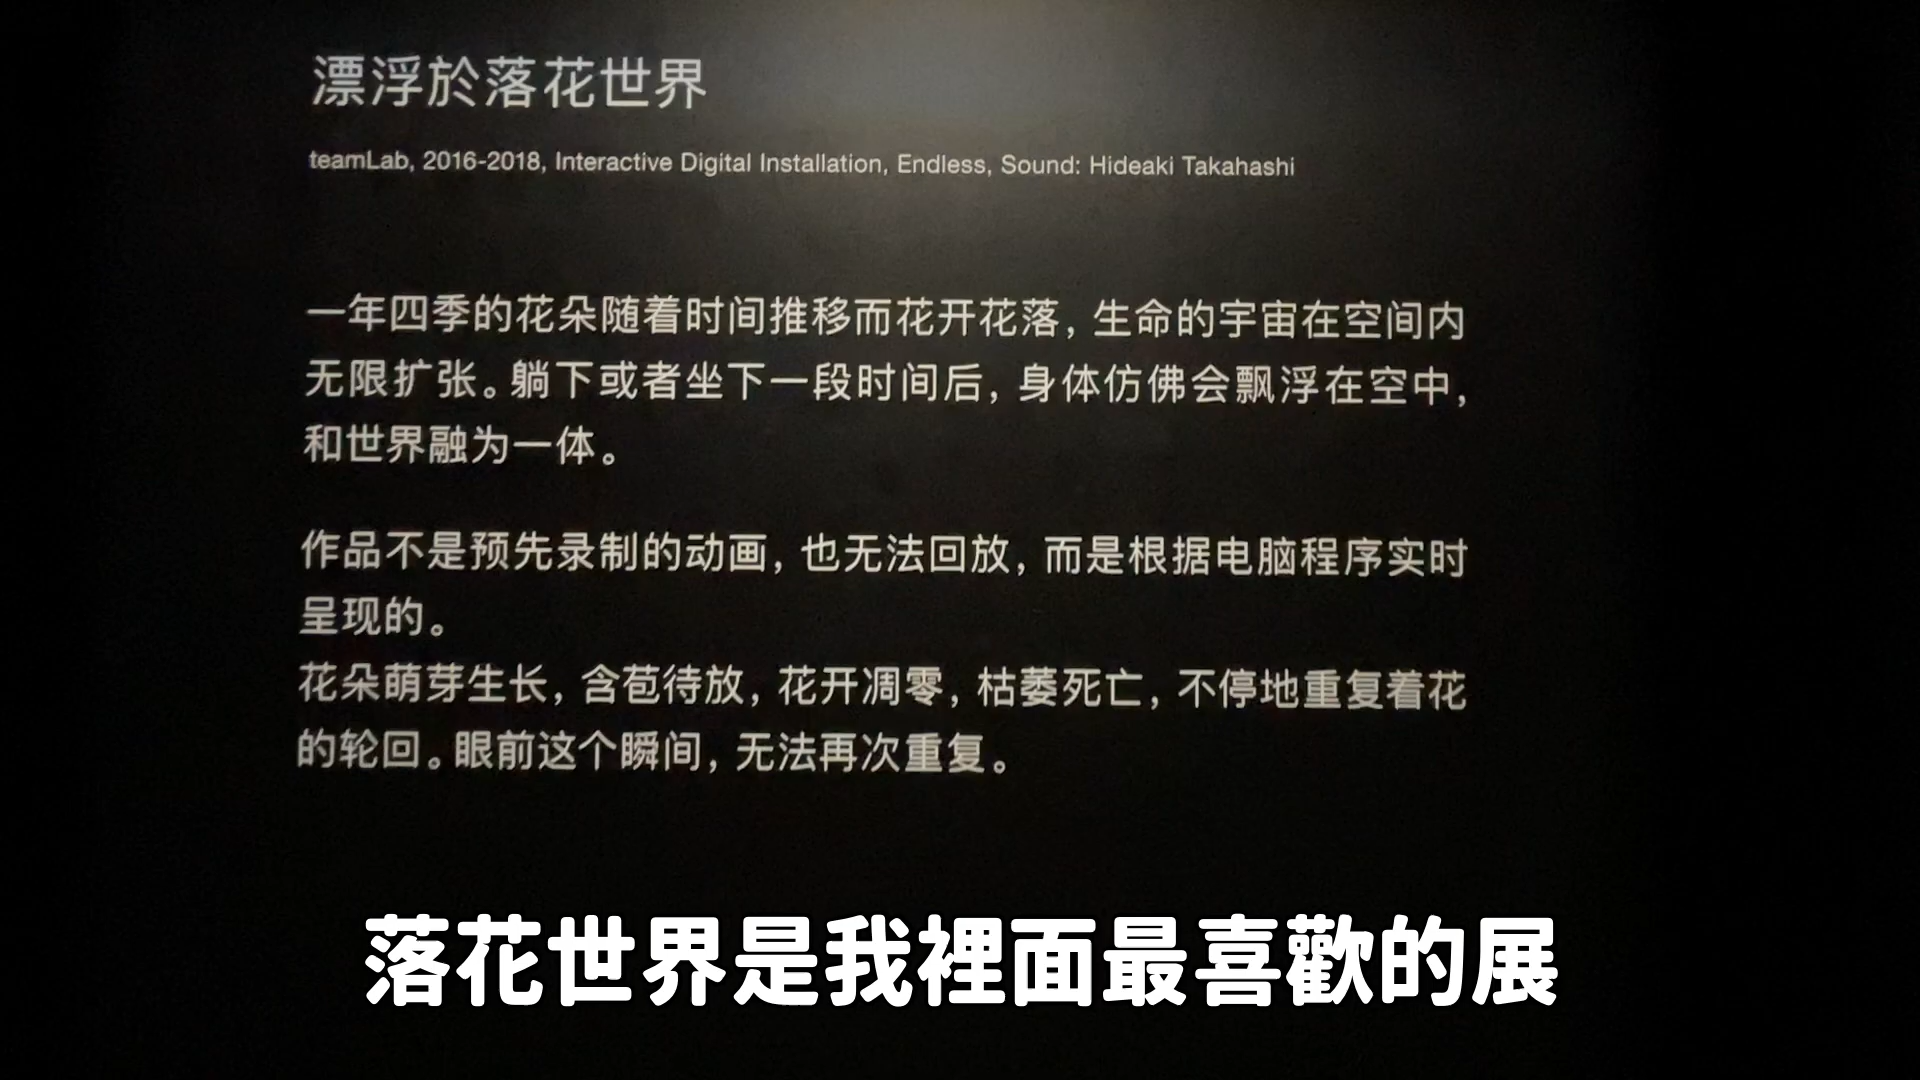 漂浮於落花世界
teamLab, 2016-2018, Interactive Digital Installation, Endless, Sound: Hideaki Takahashi
一年四季的花朵随着时间推移而花开花落，生命的宇宙在空间内
无限扩张。躺下或者坐下一段时间后，身体仿佛会飘浮在空中，
和世界融为一体。
作品不是预先录制的动画，也无法回放，而是根据电脑程序实时
呈现的。
花朵萌芽生长，含苞待放，花开凋零，枯萎死亡，不停地重复着花
的轮回。眼前这个瞬间，无法再次重复。
落花世界是我裡面最喜歡的展